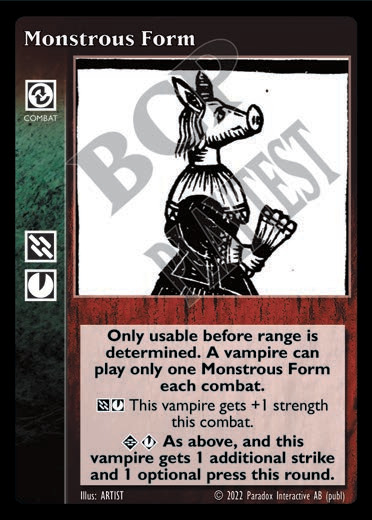 Monstrous Form
COMBAT
BCP
PLAYTEST
Only usable before range is
determined. A vampire can
play only one Monstrous Form
each combat.
This vampire gets +1 strength
this combat.
As above, and this
vampire gets 1 additional strike
and 1 optional press this round.
Illus: ARTIST © 2022 Paradox Interactive AB (publ)